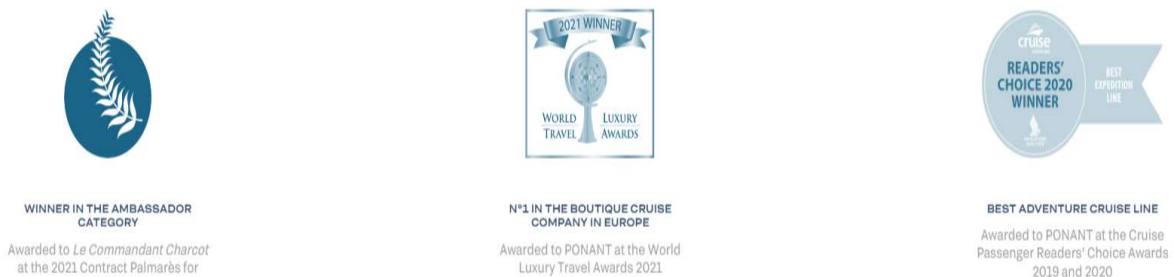 2021 WINNER
WORLD LUXURY
TRAVEL AWARDS
cruise
READERS'
CHOICE 2020
WINNER
BEST
EXPEDITION
LINE
WINNER IN THE AMBASSADOR
CATEGORY
Awarded to Le Commandant Charcot
at the 2021 Contract Palmarès for
N°1 IN THE BOUTIQUE CRUISE
COMPANY IN EUROPE
Awarded to PONANT at the World
Luxury Travel Awards 2021
BEST ADVENTURE CRUISE LINE
Awarded to PONANT at the Cruise
Passenger Readers' Choice Awards
2019 and 2020